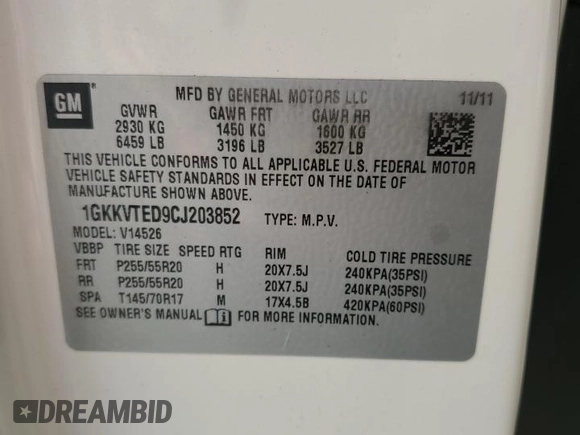 GM ® MFD BY GENERAL MOTORS LLC 11/11
GVWR GAWR FRT GAWR RR
2930 KG 1450 KG 1600 KG
6459 LB 3196 LB 3527 LB
THIS VEHICLE CONFORMS TO ALL APPLICABLE U.S. FEDERAL MOTOR
VEHICLE SAFETY STANDARDS IN EFFECT ON THE DATE OF
MANUFACTURE SHOWN ABOVE.
1GKKVTED9CJ203852 TYPE: M.P.V.
MODEL: V14526
VBBP TIRE SIZE SPEED RTG RIM COLD TIRE PRESSURE
FRT P255/55R20 H 20X7.5J 240KPA(35PSI)
RR P255/55R20 H 20X7.5J 240KPA(35PSI)
SPA T145/70R17 M 17X4.5B 420KPA(60PSI)
SEE OWNER'S MANUAL FOR MORE INFORMATION.
DREAMBID